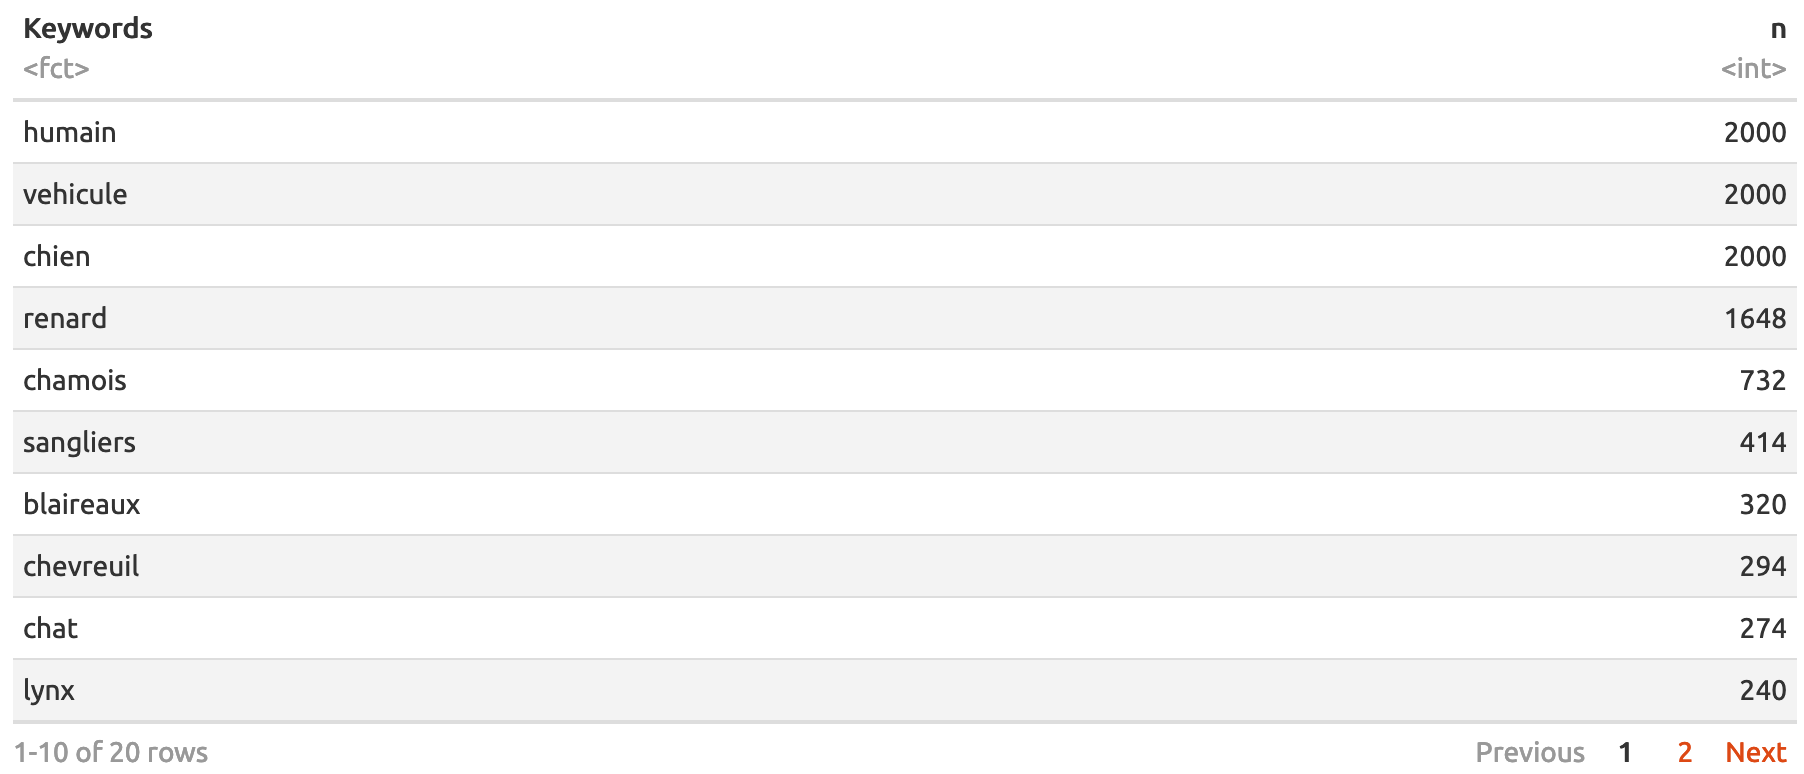 Keywords n
<fct> <int>
humain 2000
vehicule 2000
chien 2000
renard 1648
chamois 732
sangliers 414
blaireaux 320
chevreuil 294
chat 274
lynx 240
1-10 of 20 rows Previous 1 2 Next